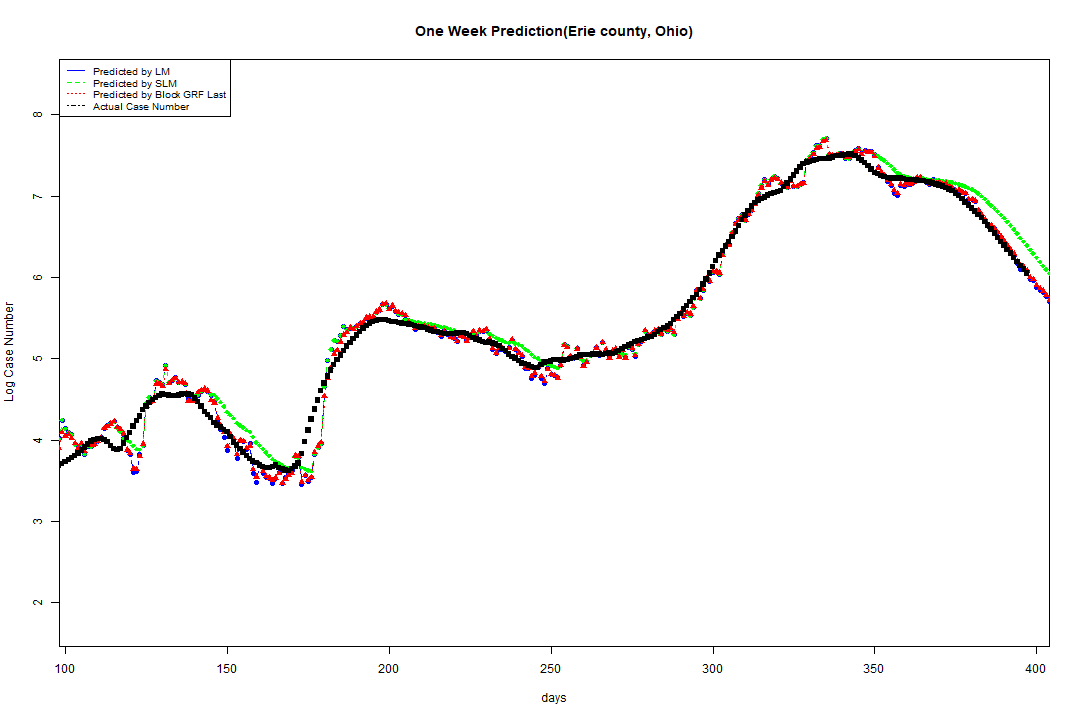 One Week Prediction(Erie county, Ohio)
Predicted by LM
Predicted by SLM
Predicted by Block GRF Last
Actual Case Number
8
7
6
5
4
3
2
Log Case Number
100 150 200 250 300 350 400
days